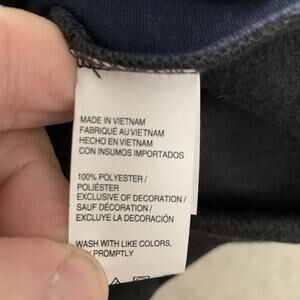 MADE IN VIETNAM
FABRIQUÉ AU VIETNAM
HECHO EN VIETNAM
CON INSUMOS IMPORTADOS
100% POLYESTER /
POLIÉSTER
EXCLUSIVE OF DECORATION /
SAUF DÉCORATION /
EXCLUYE LA DECORACIÓN
WASH WITH LIKE COLORS,
PROMPTLY